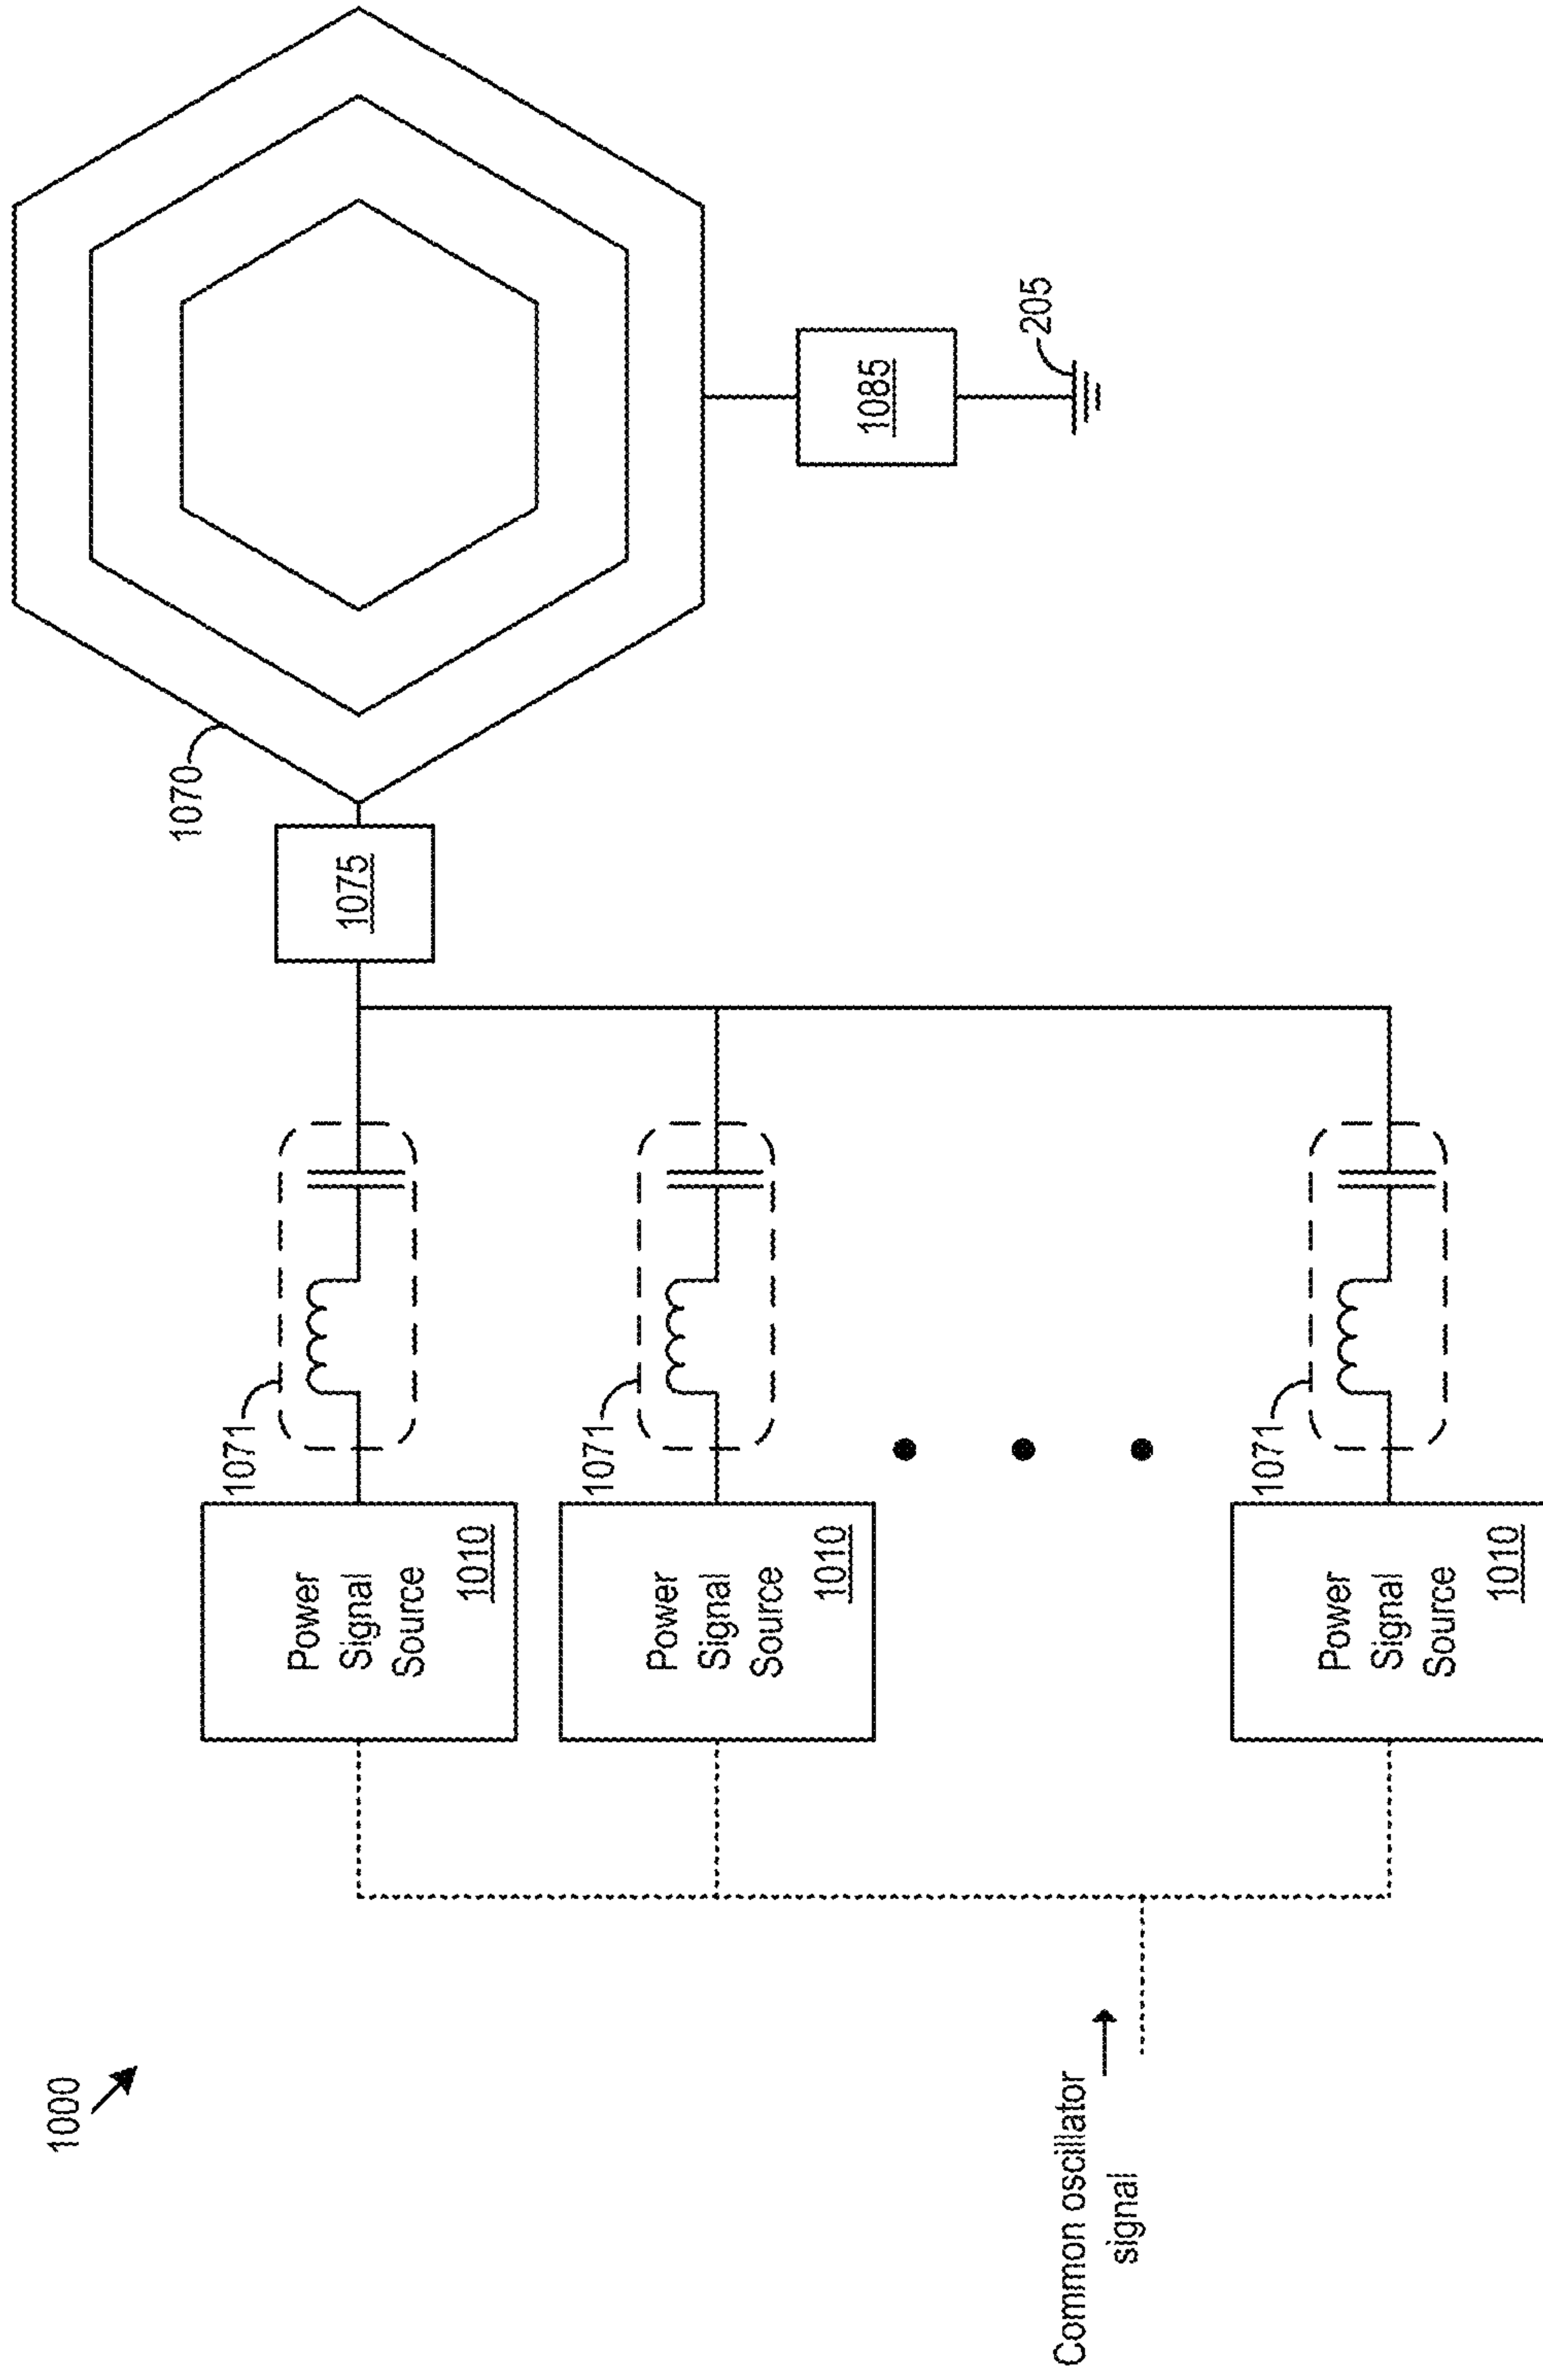 1000
1070
1075
1085
205
1071
Power
Signal
Source
1010
1071
Power
Signal
Source
1010
1071
Power
Signal
Source
1010
Common oscillator
signal